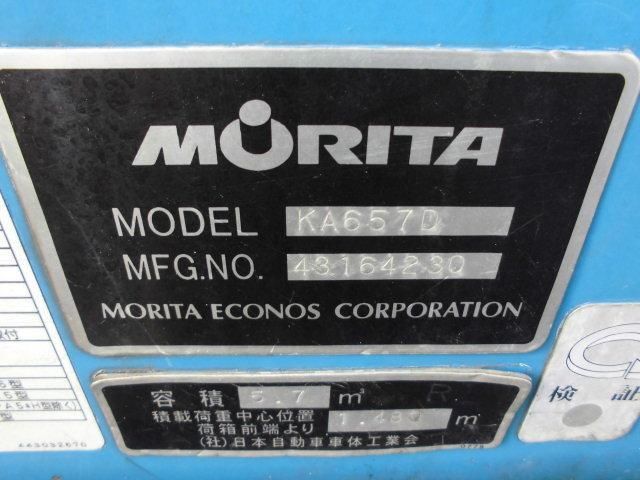 MORITA
MODEL KA657D
MFG.NO. 43164230
MORITA ECONOS CORPORATION
容積 5.7 m³ R
積載荷重中心位置
荷箱前端より 1.480 m
(社)日本自動車車体工業会
検